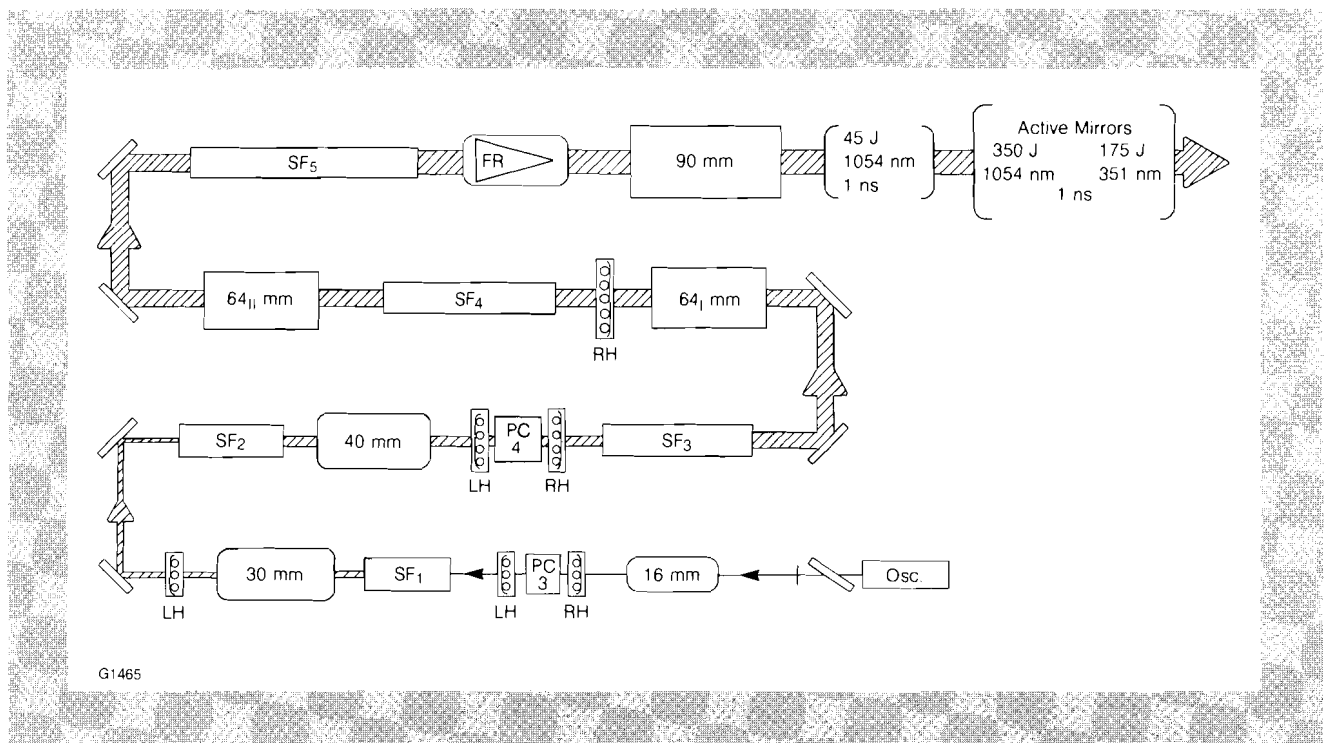 SF₅
FR
90 mm
45 J
1054 nm
1 ns
Active Mirrors
350 J 175 J
1054 nm 351 nm
1 ns
64II mm
SF₄
RH
64I mm
SF₂
40 mm
LH
PC
4
RH
SF₃
LH
30 mm
SF₁
LH
PC
3
RH
16 mm
Osc.
G1465